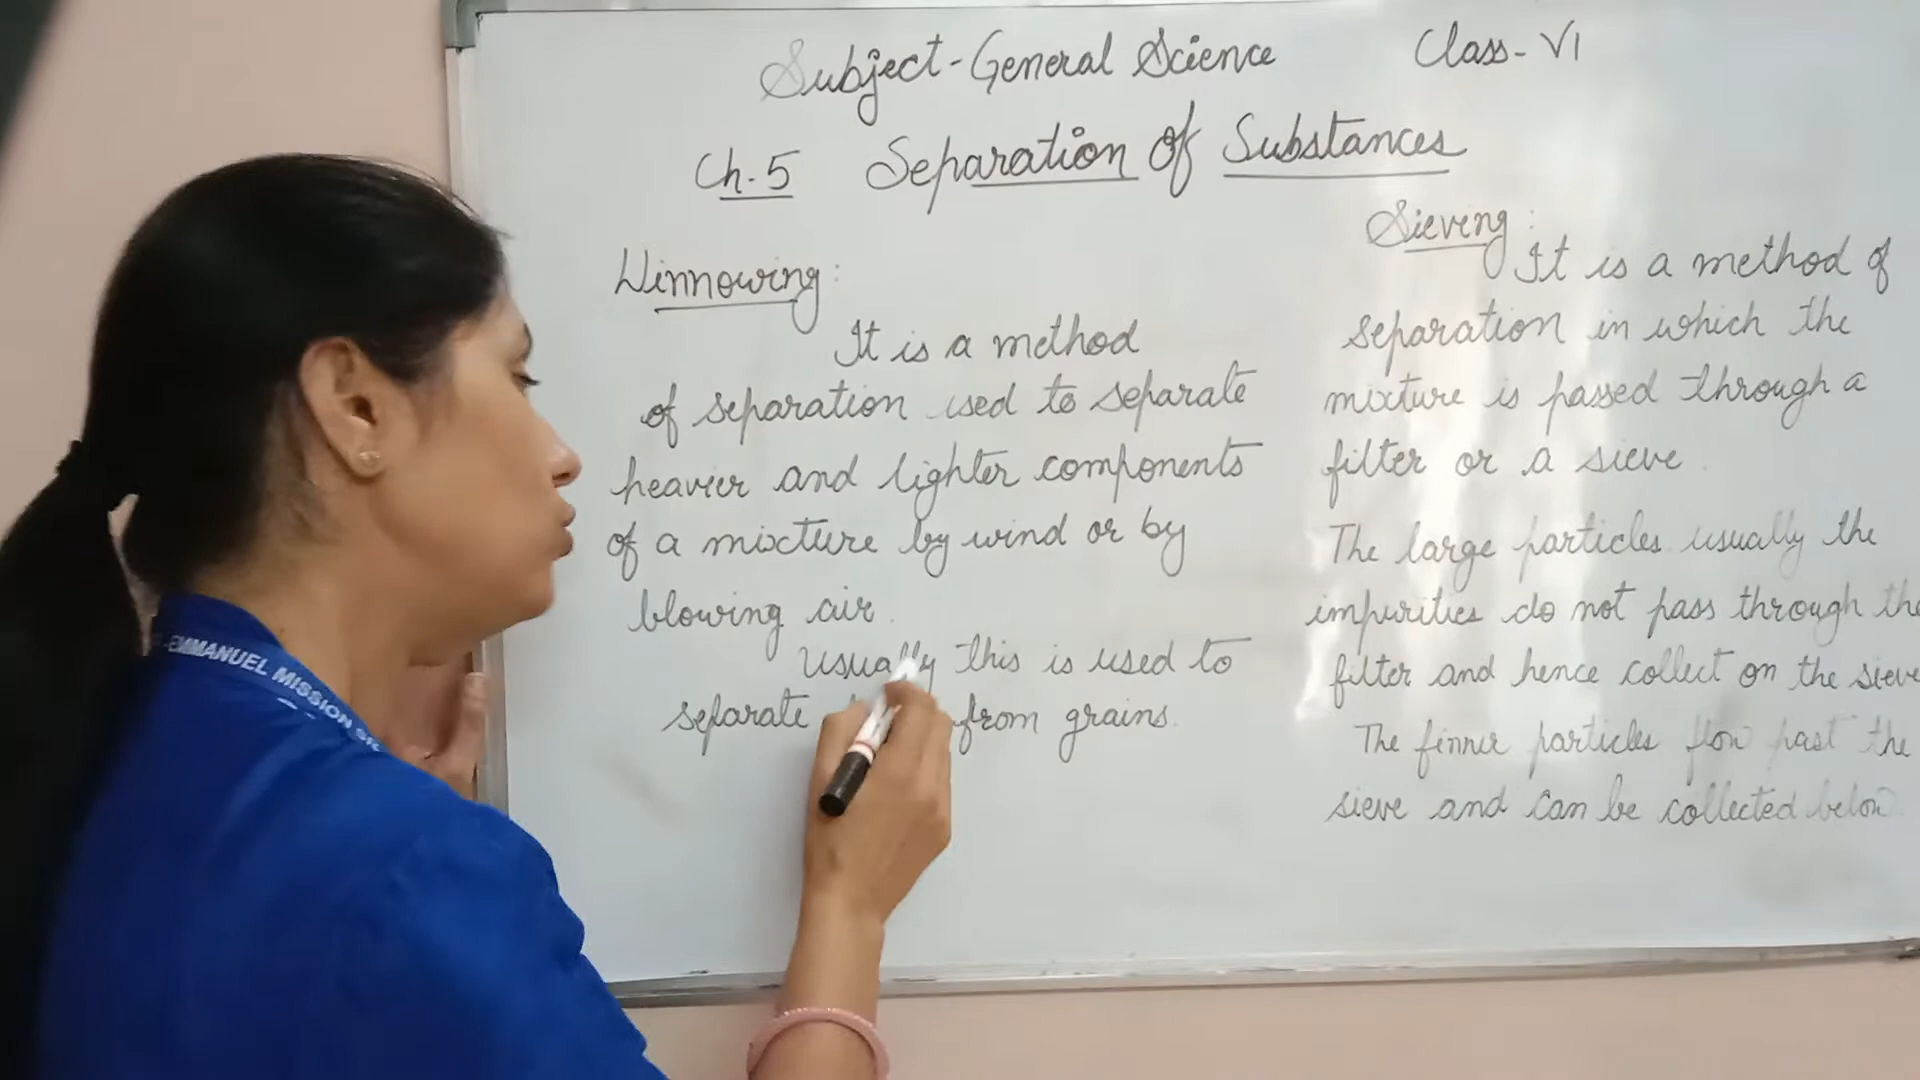 Subject-General Science Class-VI
Ch.5 Separation of Substances
Winnowing:
It is a method
of separation used to separate
heavier and lighter components
of a mixture by wind or by
blowing air.
Usually this is used to
separate from grains.
Sieving:
It is a method of
separation in which the
mixture is passed through a
filter or a sieve.
The large particles usually the
impurities do not pass through the
filter and hence collect on the sieve
The finner particles flow past the
sieve and can be collected below.
EMMANUEL MISSION